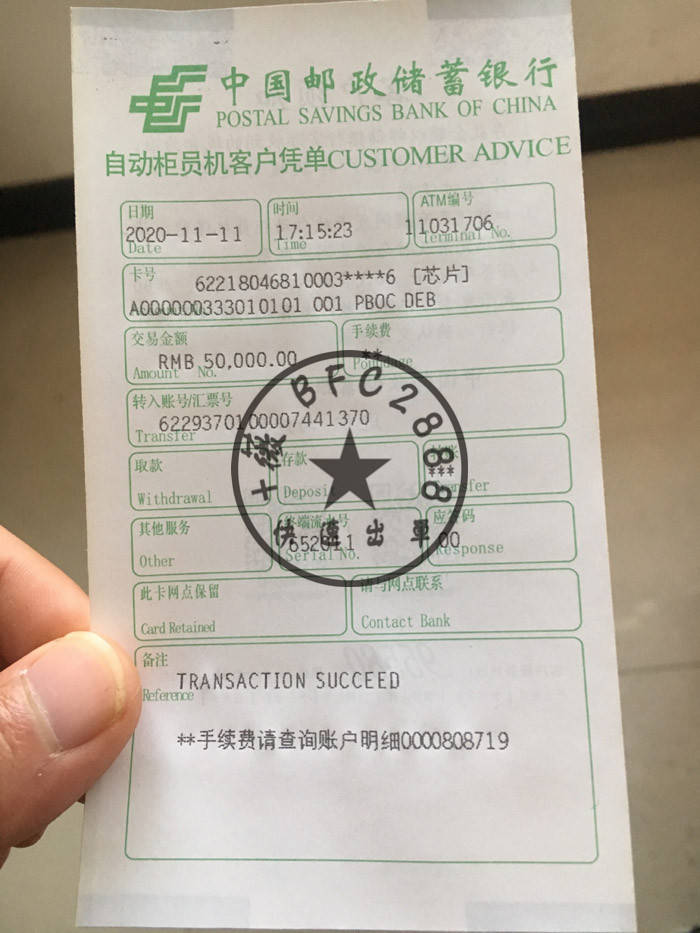 中国邮政储蓄银行
POSTAL SAVINGS BANK OF CHINA
自动柜员机客户凭单CUSTOMER ADVICE
日期
2020-11-11
Date
时间
17:15:23
Time
ATM编号
11031706
Terminal No.
卡号
62218046810003****6 [芯片]
A000000333010101 001 PBOC DEB
交易金额
RMB 50,000.00
Amount No.
手续费
**
转入账号/汇票号
6229370100007441370
Transfer
取款
Withdrawal
存款
Deposit
***
Transfer
其他服务
Other
终端流水号
Serial No.
应答码
00
Response
十薇 BFC2888
快速出单
此卡网点保留
Card Retained
请与网点联系
Contact Bank
备注
TRANSACTION SUCCEED
Reference
**手续费请查询账户明细0000808719